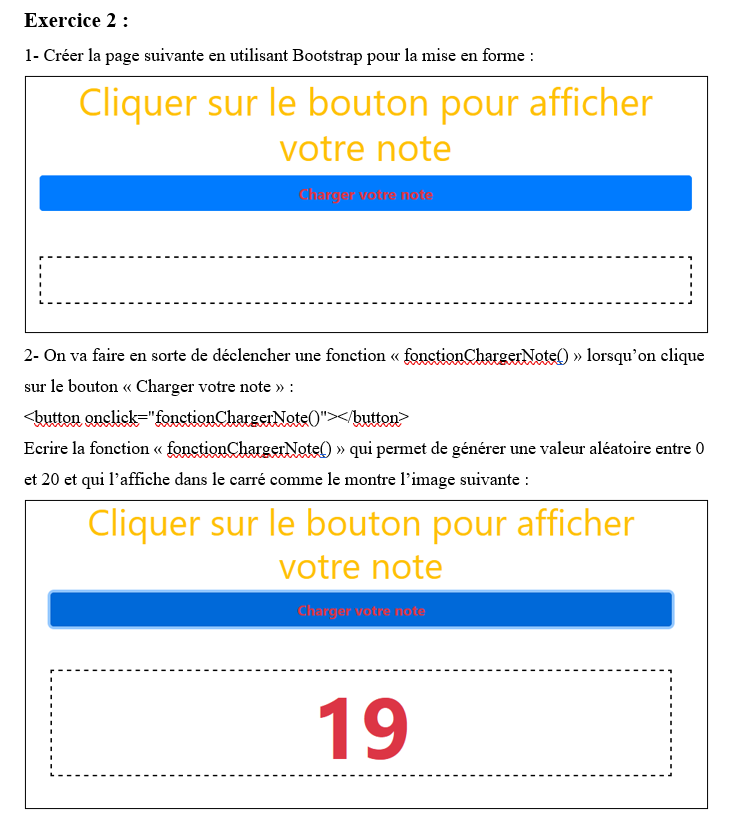 Exercice 2 :
1- Créer la page suivante en utilisant Bootstrap pour la mise en forme :
Cliquer sur le bouton pour afficher
votre note
Charger votre note
2- On va faire en sorte de déclencher une fonction « fonctionChargerNote() » lorsqu’on clique
sur le bouton « Charger votre note » :
<button onclick="fonctionChargerNote()"></button>
Ecrire la fonction « fonctionChargerNote() » qui permet de générer une valeur aléatoire entre 0
et 20 et qui l’affiche dans le carré comme le montre l’image suivante :
Cliquer sur le bouton pour afficher
votre note
Charger votre note
19